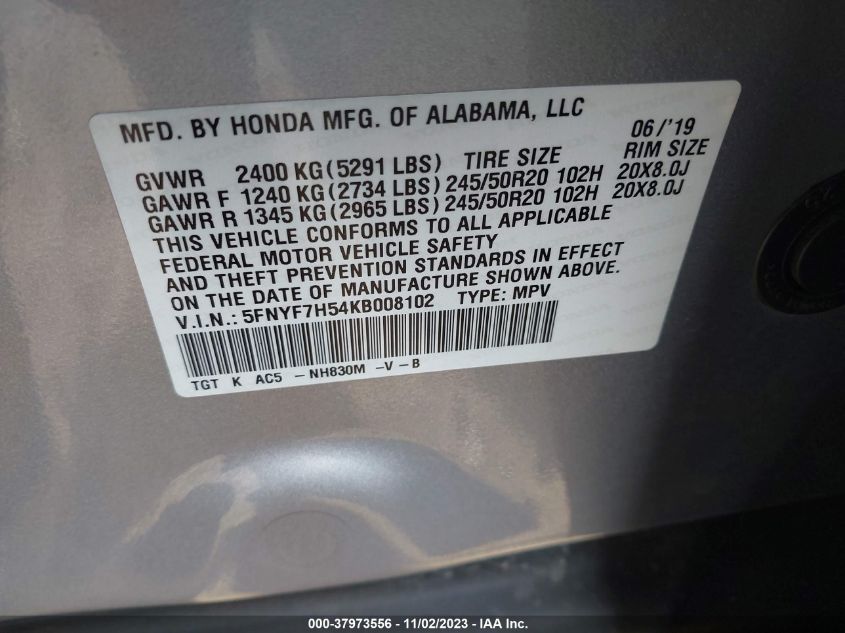 MFD. BY HONDA MFG. OF ALABAMA, LLC 06/'19
GVWR 2400 KG(5291 LBS) TIRE SIZE RIM SIZE
GAWR F 1240 KG(2734 LBS)245/50R20 102H 20X8.0J
GAWR R 1345 KG(2965 LBS)245/50R20 102H 20X8.0J
THIS VEHICLE CONFORMS TO ALL APPLICABLE
FEDERAL MOTOR VEHICLE SAFETY
AND THEFT PREVENTION STANDARDS IN EFFECT
ON THE DATE OF MANUFACTURE SHOWN ABOVE.
V.I.N.: 5FNYF7H54KB008102 TYPE: MPV
TGT K AC5 -NH830M -V-B
000-37973556 - 11/02/2023 - IAA Inc.